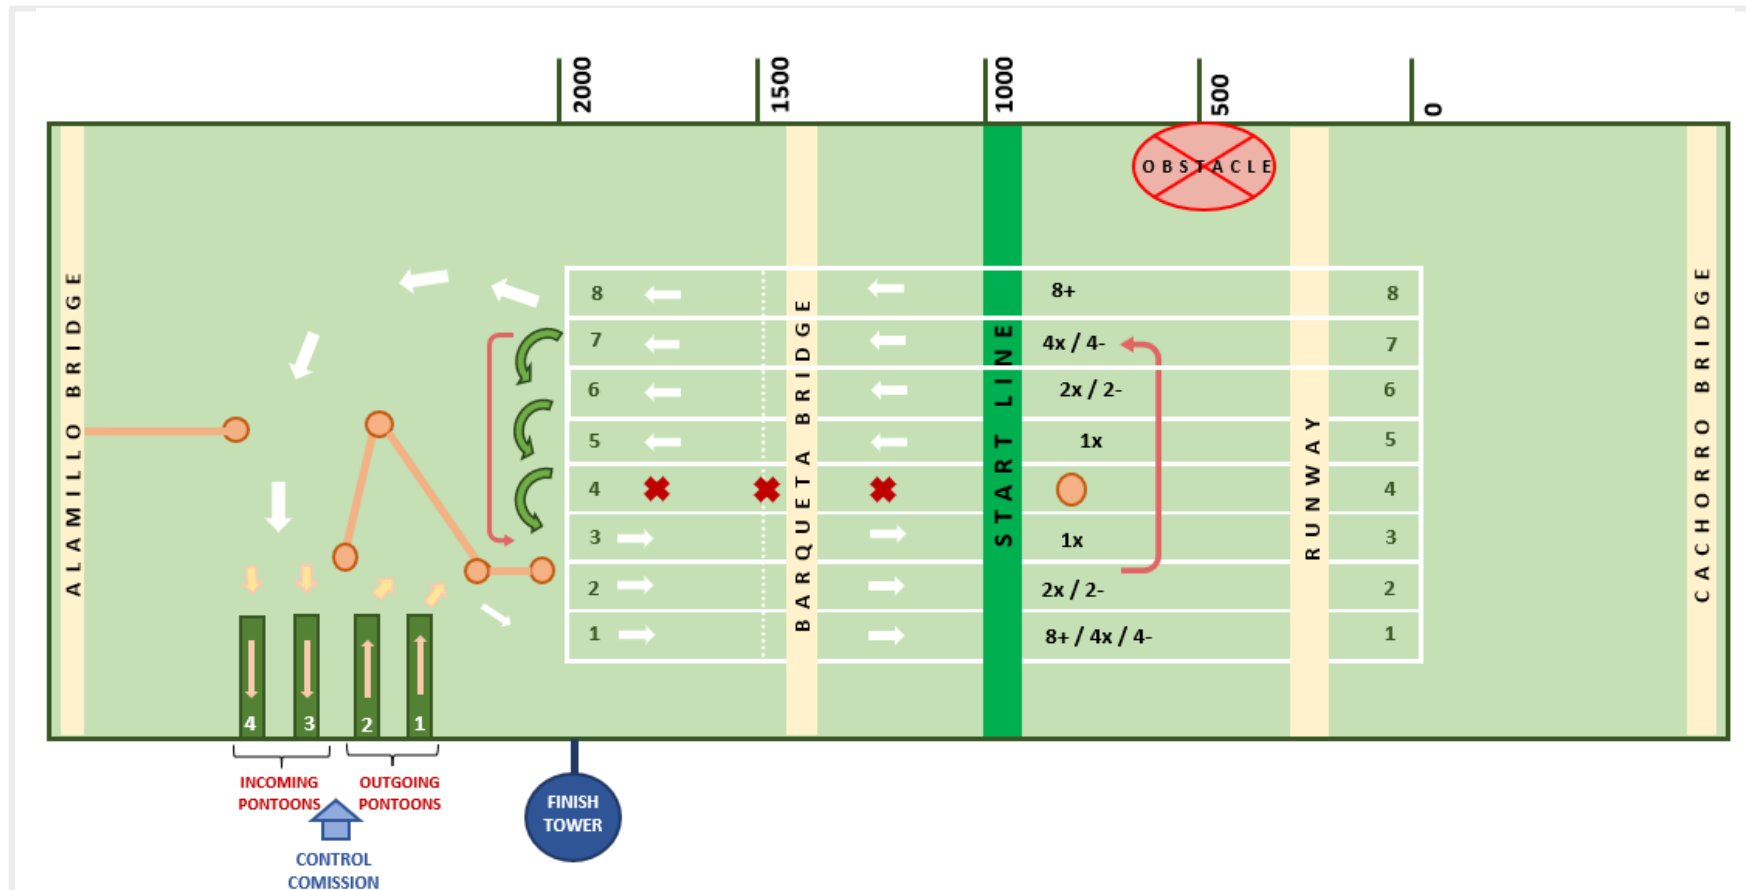 2000
1500
1000
500
0
OBSTACLE
ALAMILLO BRIDGE
BARQUETA BRIDGE
START LINE
RUNWAY
CACHORRO BRIDGE
8 8+ 8
7 4x / 4- 7
6 2x / 2- 6
5 1x 5
4 4
3 1x 3
2 2x / 2- 2
1 8+ / 4x / 4- 1
4 3 2 1
INCOMING
PONTOONS
OUTGOING
PONTOONS
CONTROL
COMISSION
FINISH
TOWER